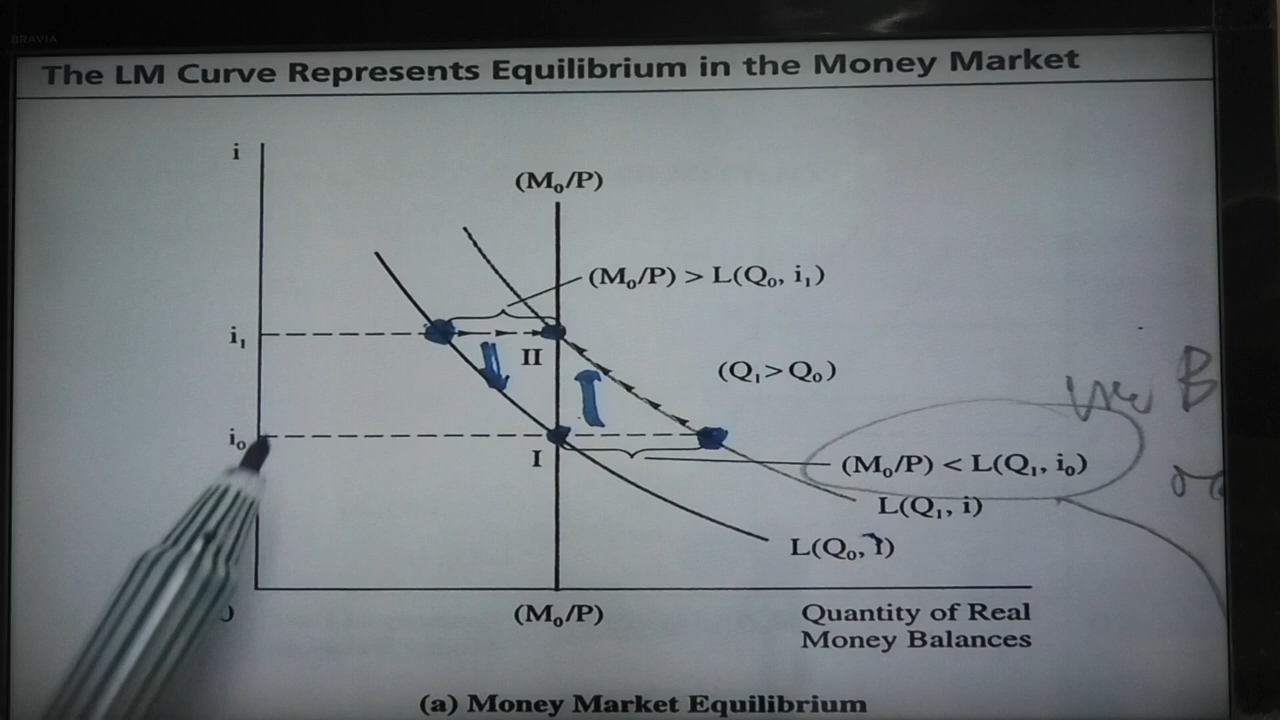 BRAVIA
The LM Curve Represents Equilibrium in the Money Market
i
(M₀/P)
(M₀/P) > L(Q₀, i₁)
i₁
II
(Q₁ > Q₀)
B
i₀
I
(M₀/P) < L(Q₁, i₀)
L(Q₁, i)
L(Q₀, i)
(M₀/P)
Quantity of Real
Money Balances
(a) Money Market Equilibrium